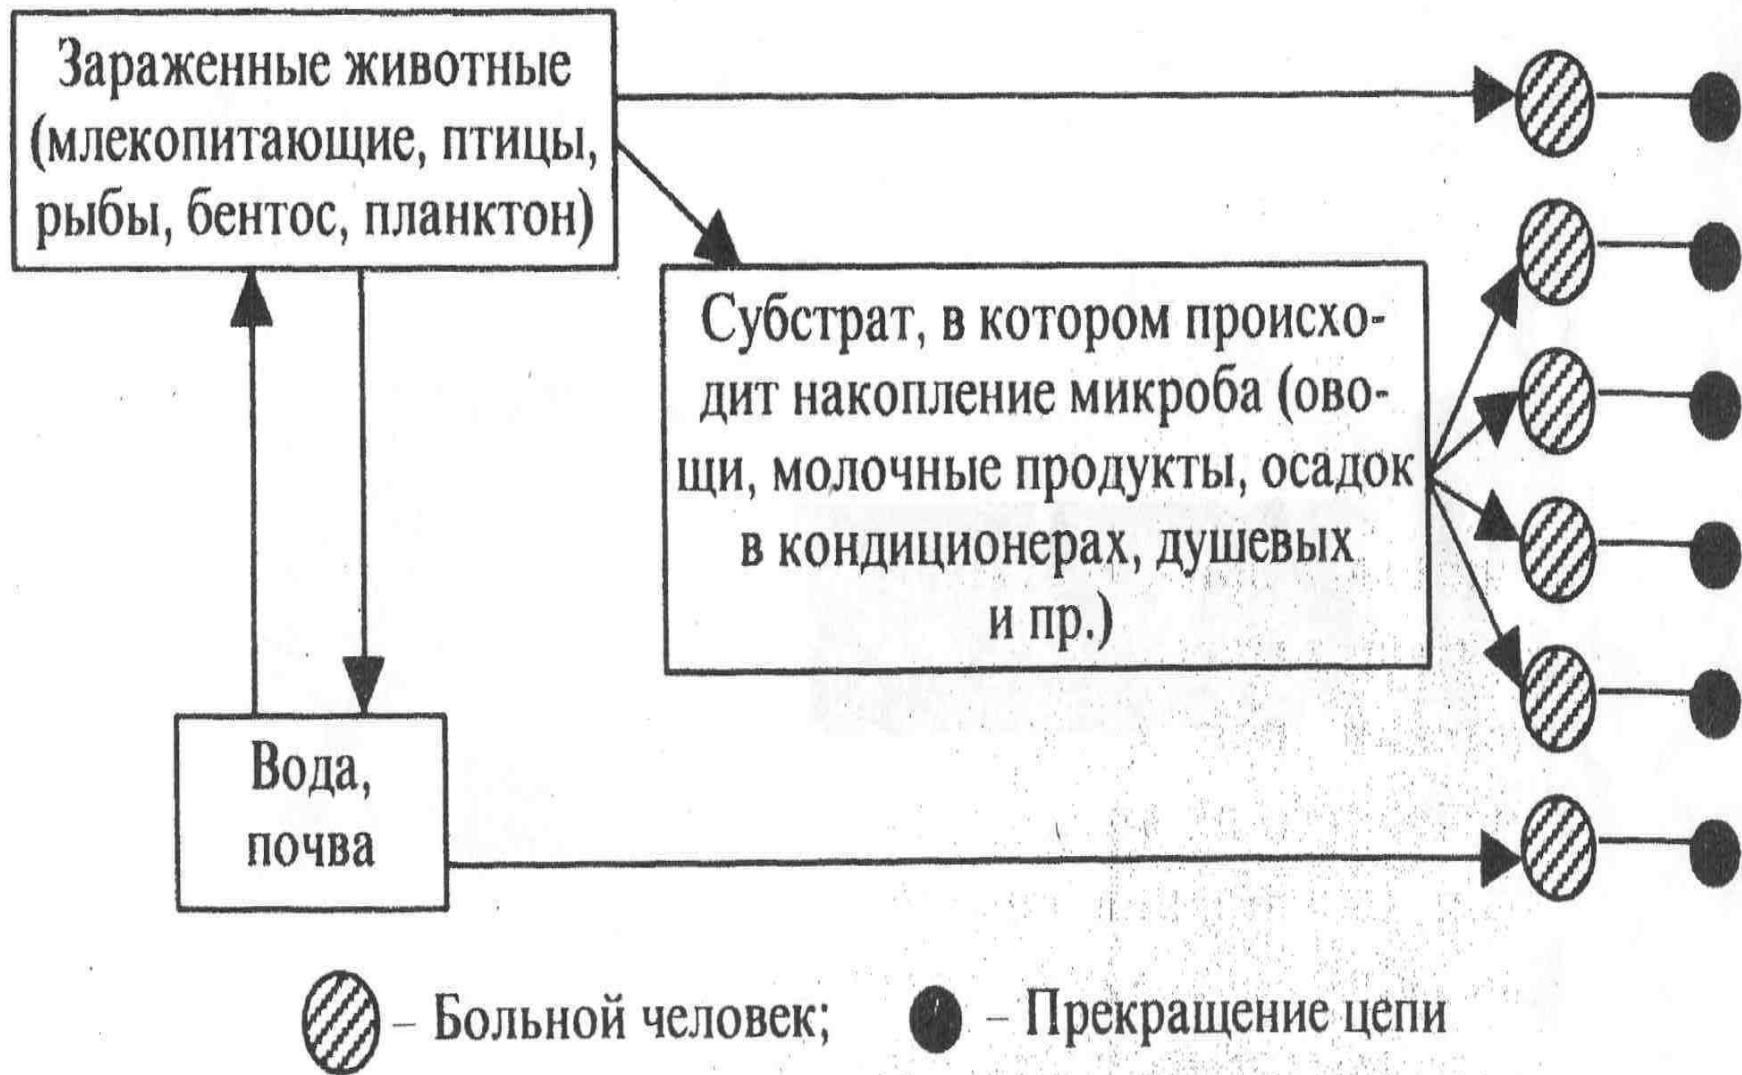 Зараженные животные
(млекопитающие, птицы,
рыбы, бентос, планктон)
Субстрат, в котором происхо-
дит накопление микроба (ово-
щи, молочные продукты, осадок
в кондиционерах, душевых
и пр.)
Вода,
почва
– Больной человек;
– Прекращение цепи